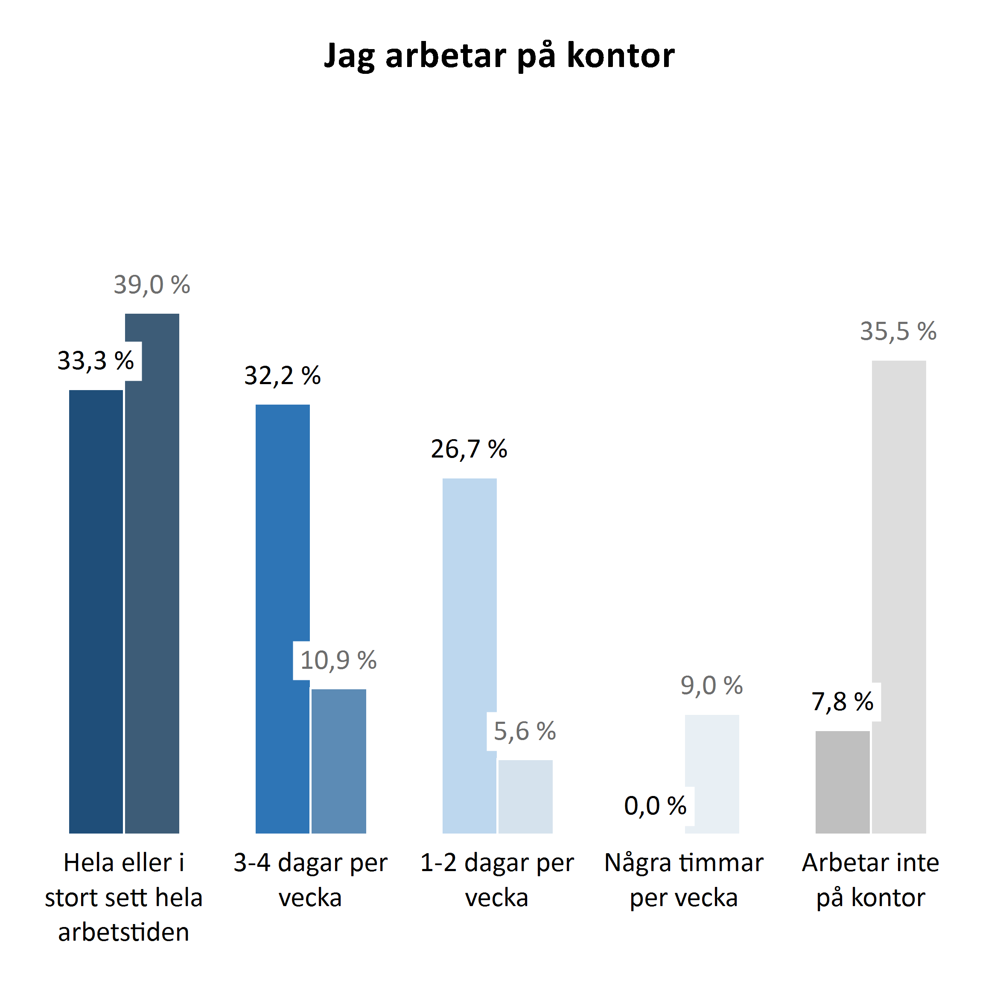 Jag arbetar på kontor
39,0 %
33,3 %
32,2 %
10,9 %
26,7 %
5,6 %
9,0 %
0,0 %
35,5 %
7,8 %
Hela eller i
stort sett hela
arbetstiden
3-4 dagar per
vecka
1-2 dagar per
vecka
Några timmar
per vecka
Arbetar inte
på kontor